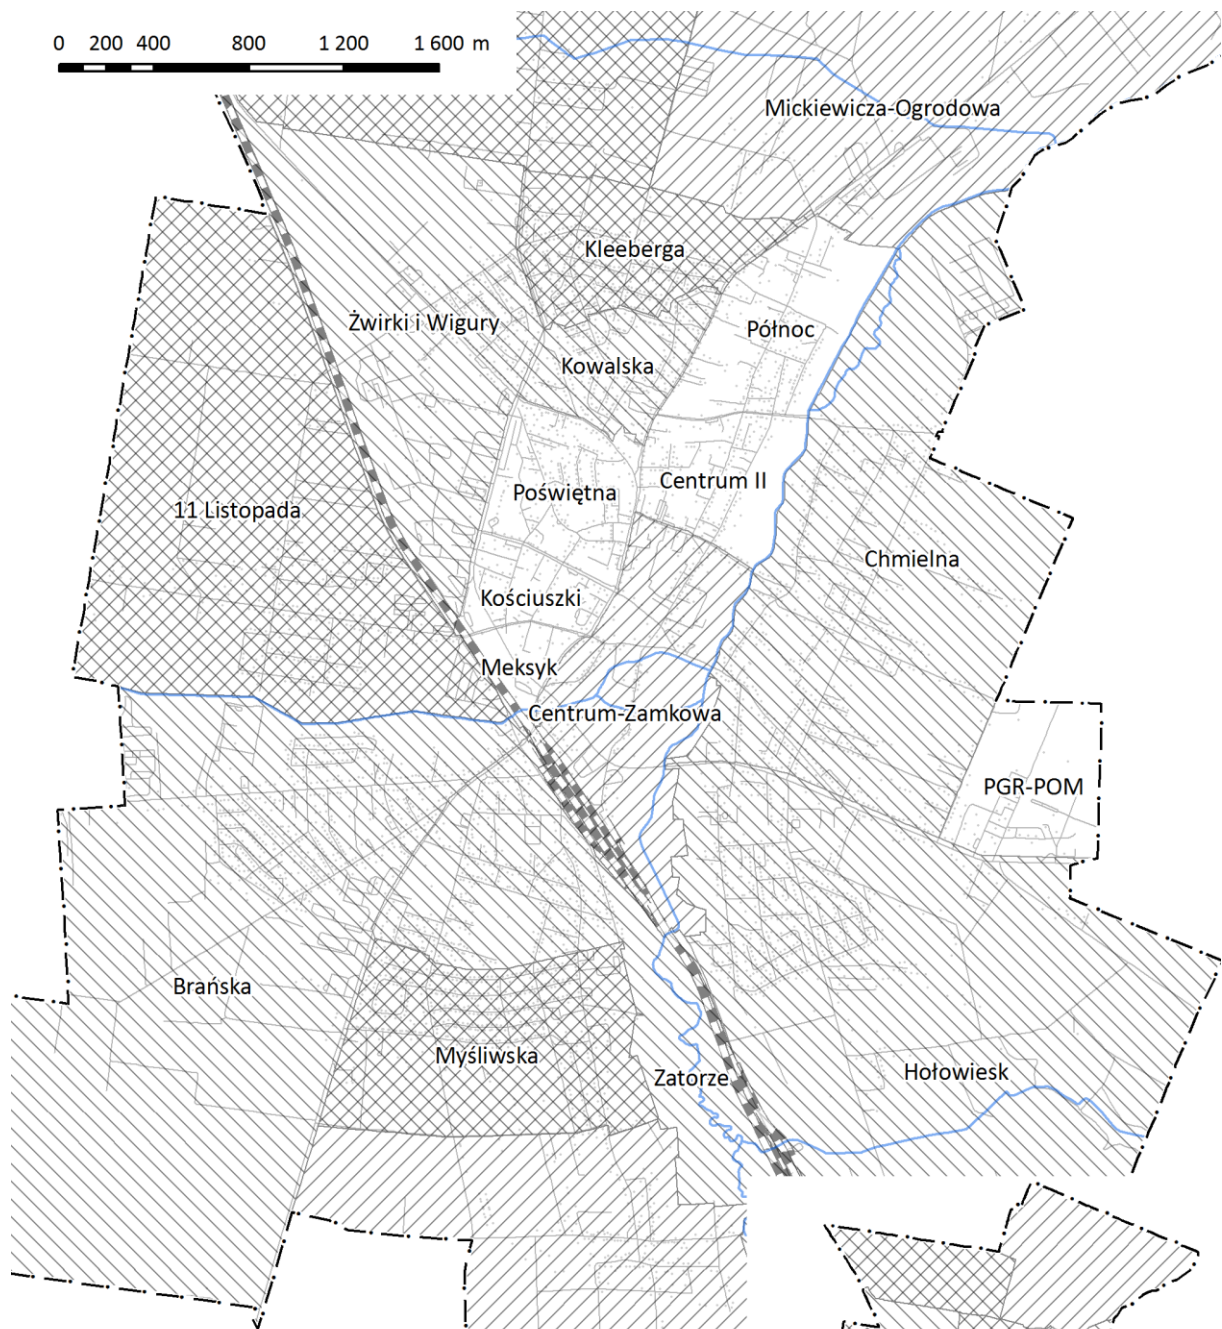 0 200 400 800 1 200 1 600 m
Mickiewicza-Ogrodowa
Kleeberga
Żwirki i Wigury
Północ
Kowalska
Poświętna
Centrum II
11 Listopada
Chmielna
Kościuszki
Meksyk
Centrum-Zamkowa
PGR-POM
Brańska
Myśliwska
Zatorze
Hołowiesk